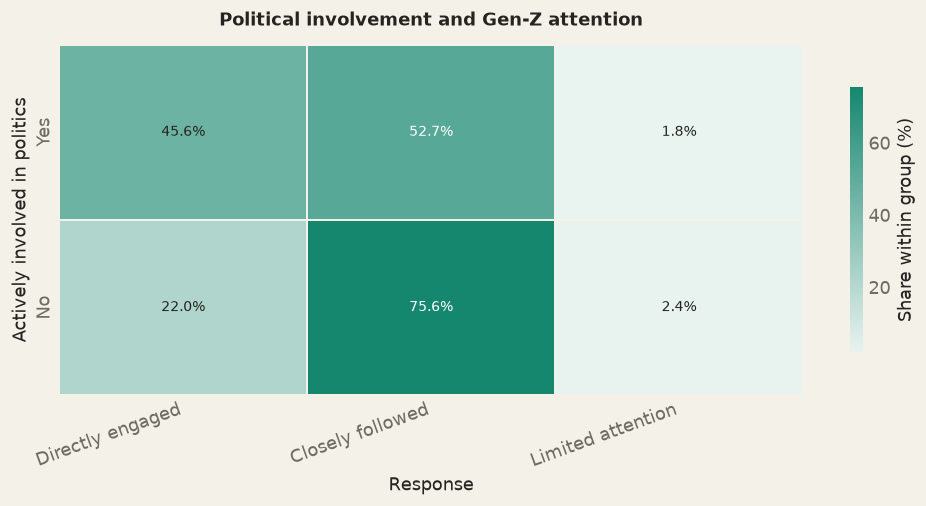 Political involvement and Gen-Z attention
Actively involved in politics
Yes
45.6%
52.7%
1.8%
No
22.0%
75.6%
2.4%
Directly engaged
Closely followed
Limited attention
Response
60
40
20
Share within group (%)